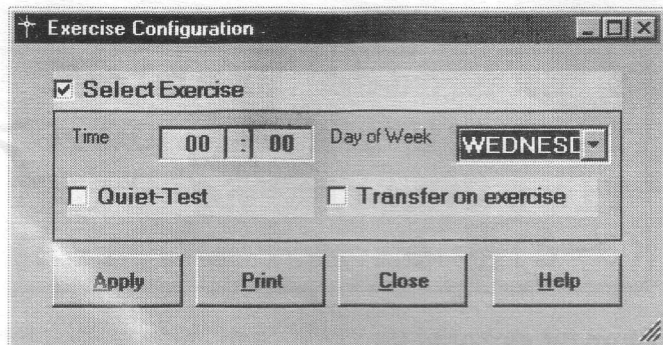 Exercise Configuration
Select Exercise
Time 00 : 00 Day of Week WEDNESD
Quiet-Test Transfer on exercise
Apply Print Close Help